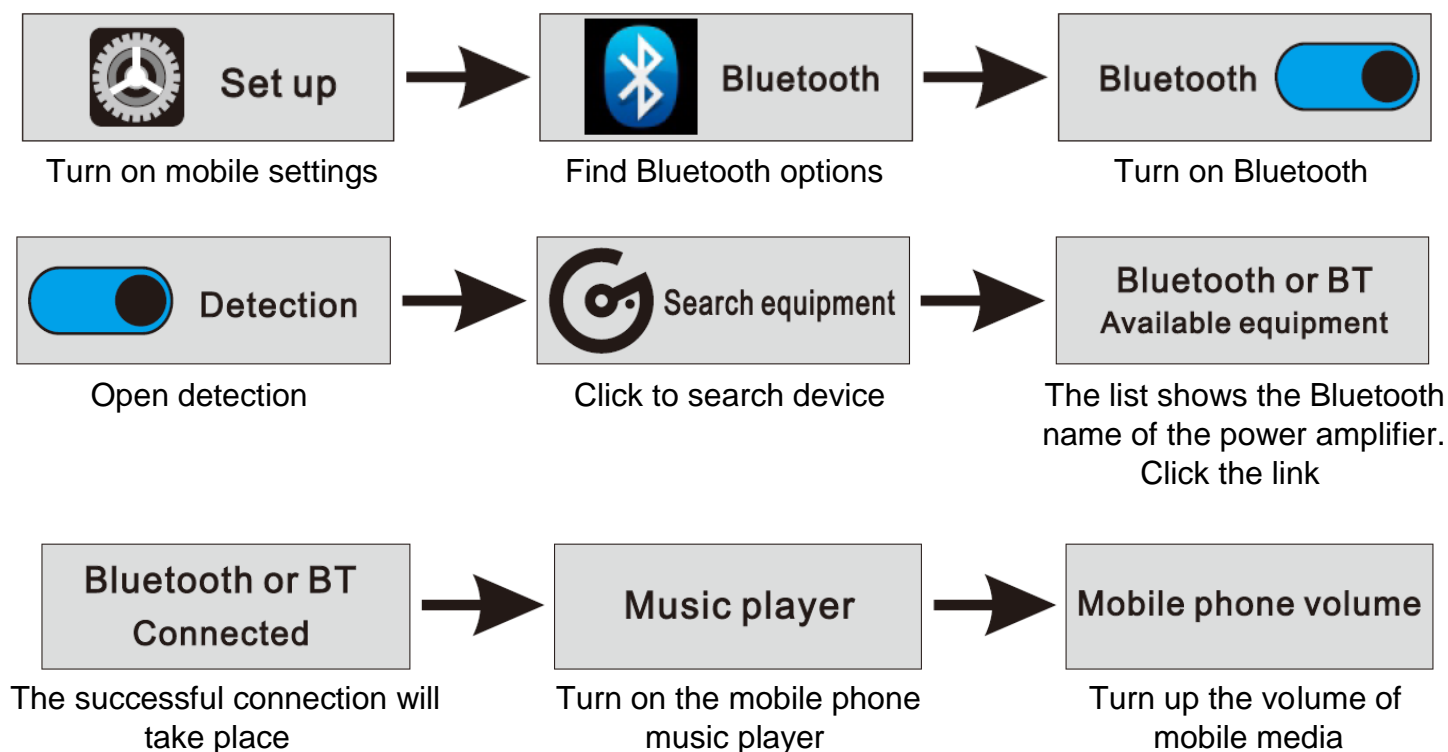 Set up
Bluetooth
Bluetooth
Turn on mobile settings
Find Bluetooth options
Turn on Bluetooth
Detection
Search equipment
Bluetooth or BT
Available equipment
Open detection
Click to search device
The list shows the Bluetooth
name of the power amplifier.
Click the link
Bluetooth or BT
Connected
Music player
Mobile phone volume
The successful connection will
take place
Turn on the mobile phone
music player
Turn up the volume of
mobile media